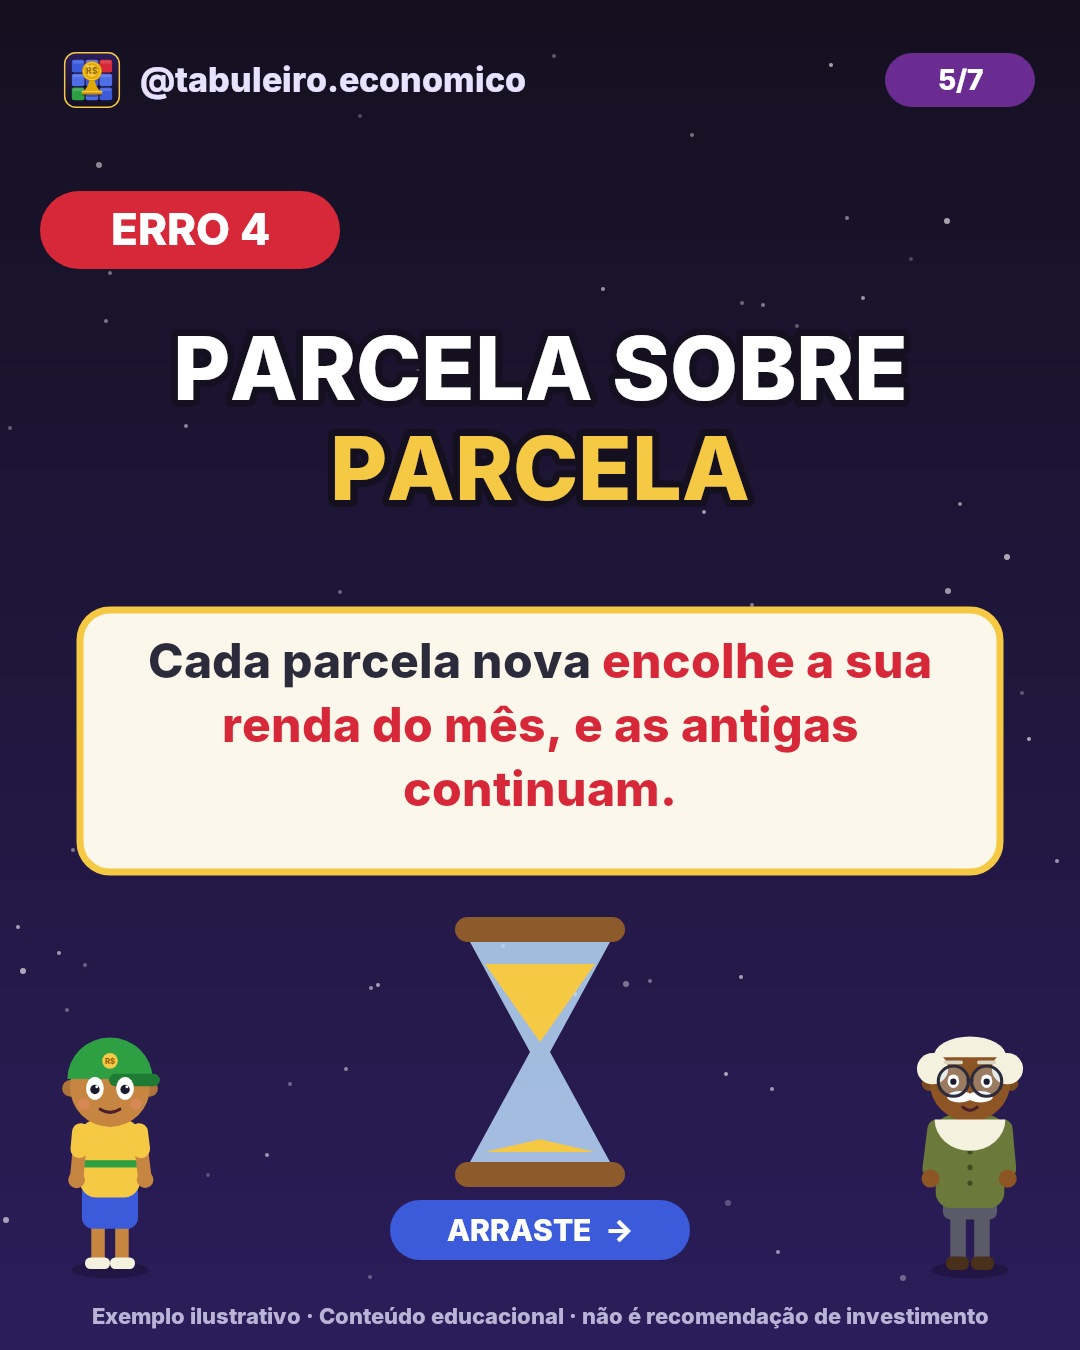 @tabuleiro.economico
5/7
ERRO 4
PARCELA SOBRE
PARCELA
Cada parcela nova encolhe a sua
renda do mês, e as antigas
continuam.
R$
ARRASTE →
Exemplo ilustrativo · Conteúdo educacional · não é recomendação de investimento